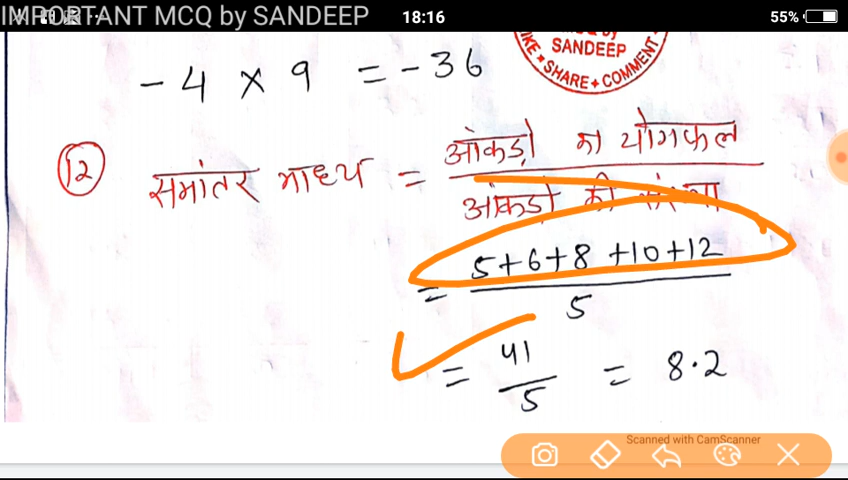 IMPORTANT MCQ by SANDEEP 18:16 55%
SANDEEP
LIKE ★ SHARE + COMMENT
- 4 × 9 = - 36
12 समांतर माध्य = आंकड़ो का योगफल
आंकडो की संख्या
= 5+6+8+10+12
5
= 41 = 8.2
5
Scanned with CamScanner